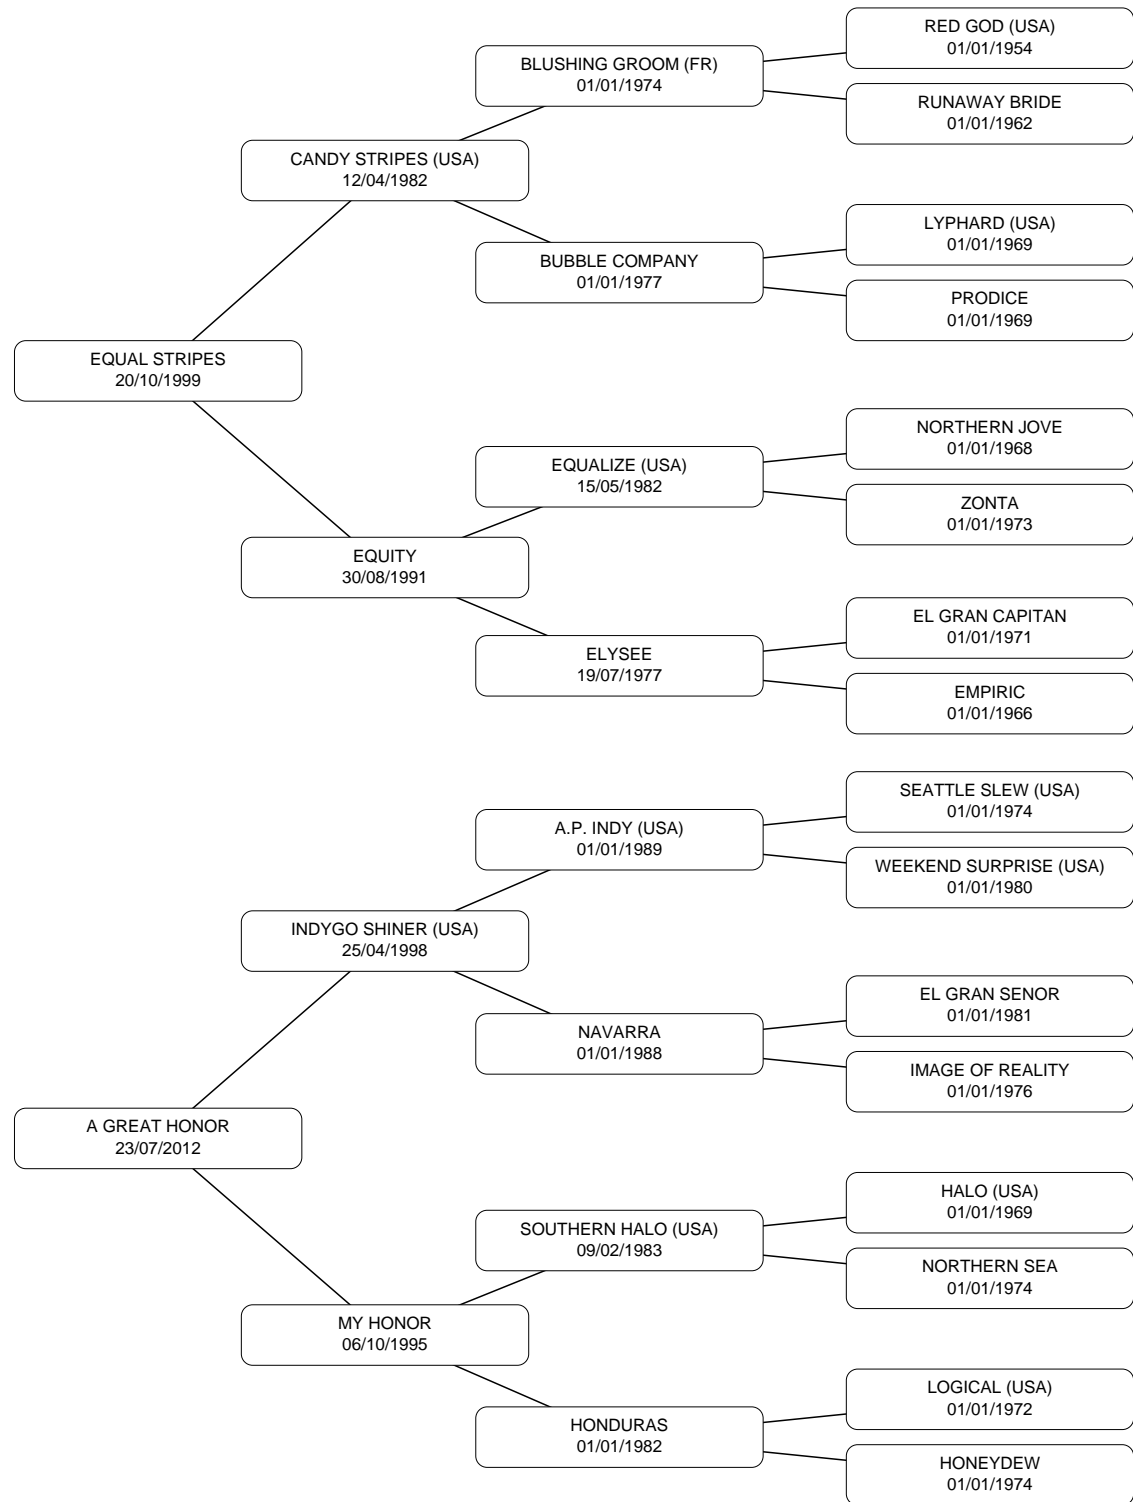 RED GOD (USA)
01/01/1954
BLUSHING GROOM (FR)
01/01/1974
RUNAWAY BRIDE
01/01/1962
CANDY STRIPES (USA)
12/04/1982
LYPHARD (USA)
01/01/1969
BUBBLE COMPANY
01/01/1977
PRODICE
01/01/1969
EQUAL STRIPES
20/10/1999
NORTHERN JOVE
01/01/1968
EQUALIZE (USA)
15/05/1982
ZONTA
01/01/1973
EQUITY
30/08/1991
EL GRAN CAPITAN
01/01/1971
ELYSEE
19/07/1977
EMPIRIC
01/01/1966
SEATTLE SLEW (USA)
01/01/1974
A.P. INDY (USA)
01/01/1989
WEEKEND SURPRISE (USA)
01/01/1980
INDYGO SHINER (USA)
25/04/1998
EL GRAN SENOR
01/01/1981
NAVARRA
01/01/1988
IMAGE OF REALITY
01/01/1976
A GREAT HONOR
23/07/2012
HALO (USA)
01/01/1969
SOUTHERN HALO (USA)
09/02/1983
NORTHERN SEA
01/01/1974
MY HONOR
06/10/1995
LOGICAL (USA)
01/01/1972
HONDURAS
01/01/1982
HONEYDEW
01/01/1974